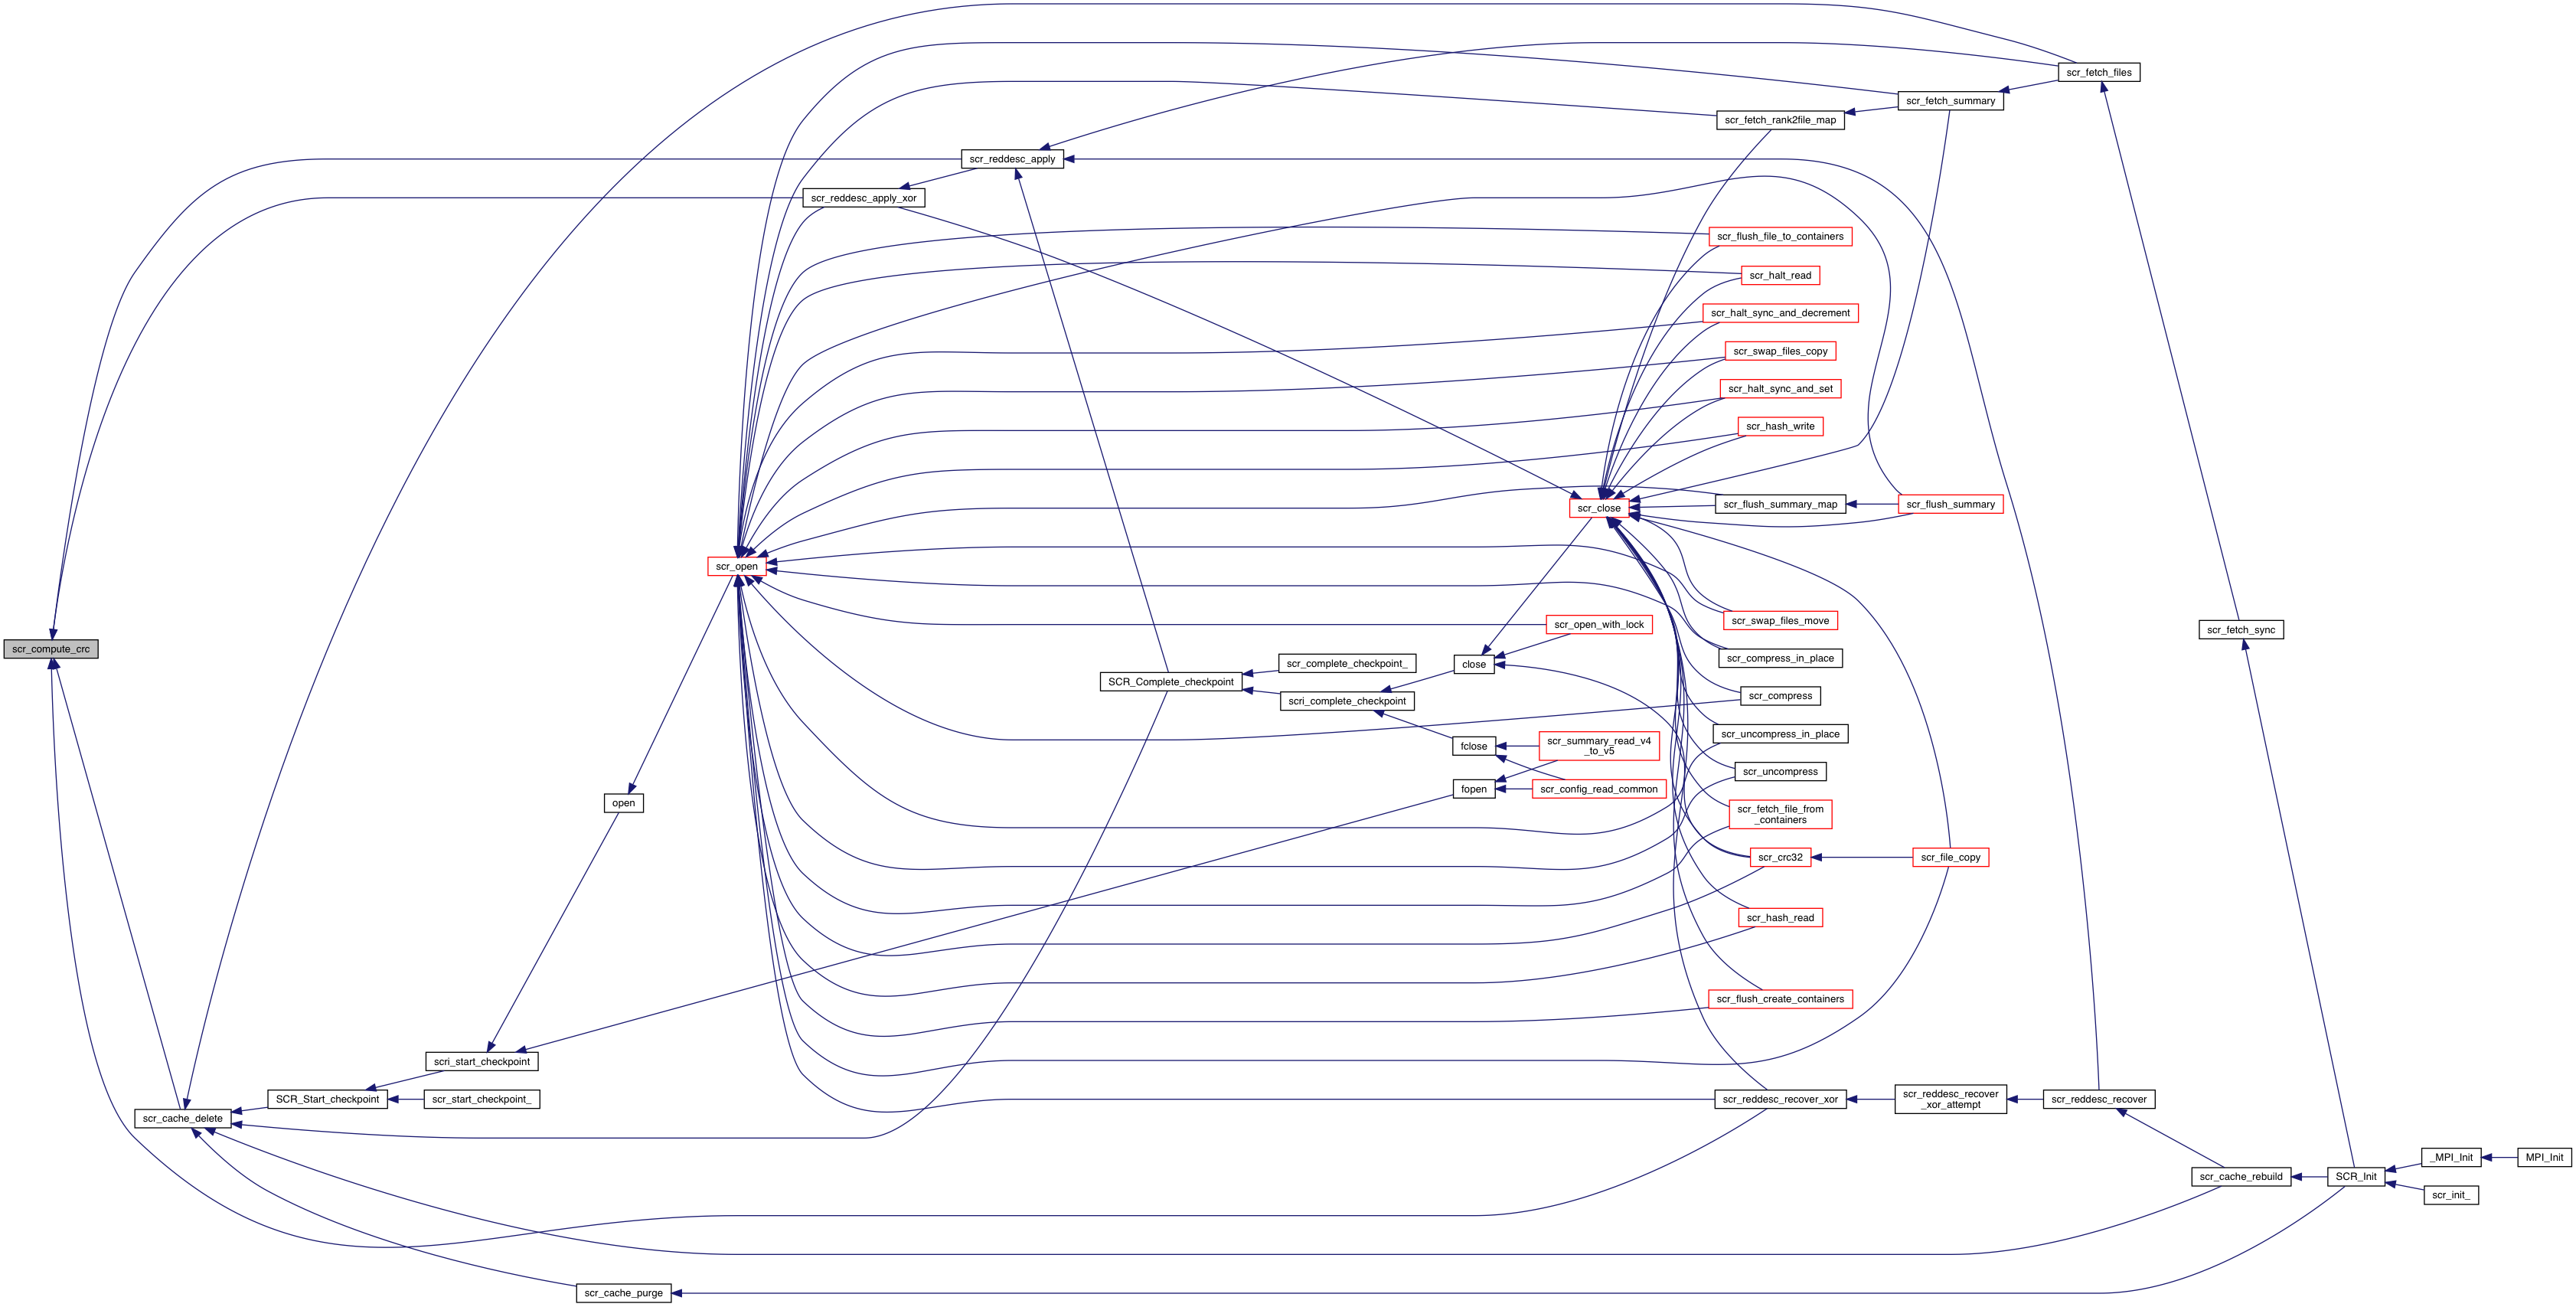 scr_fetch_files
scr_fetch_summary
scr_fetch_rank2file_map
scr_reddesc_apply
scr_reddesc_apply_xor
scr_flush_file_to_containers
scr_halt_read
scr_halt_sync_and_decrement
scr_swap_files_copy
scr_halt_sync_and_set
scr_hash_write
scr_close
scr_flush_summary_map
scr_flush_summary
scr_open
scr_swap_files_move
scr_open_with_lock
scr_fetch_sync
scr_compute_crc
scr_compress_in_place
close
scr_complete_checkpoint_
SCR_Complete_checkpoint
scri_complete_checkpoint
scr_compress
scr_uncompress_in_place
fclose
scr_summary_read_v4
_to_v5
scr_uncompress
fopen
scr_config_read_common
open
scr_fetch_file_from
_containers
scr_crc32
scr_file_copy
scr_hash_read
scr_flush_create_containers
scri_start_checkpoint
SCR_Start_checkpoint
scr_start_checkpoint_
scr_cache_delete
scr_reddesc_recover_xor
scr_reddesc_recover
_xor_attempt
scr_reddesc_recover
_MPI_Init
MPI_Init
scr_cache_rebuild
SCR_Init
scr_init_
scr_cache_purge